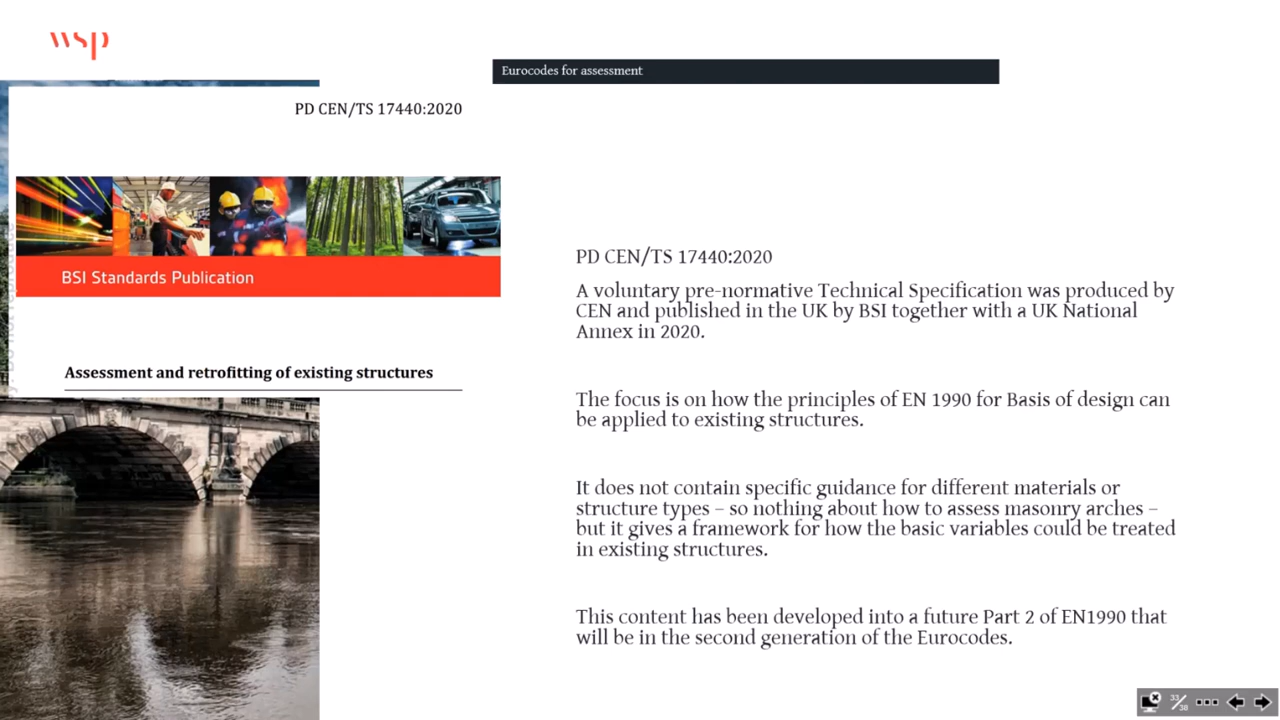 wsp
Eurocodes for assessment
PD CEN/TS 17440:2020
BSI Standards Publication
Assessment and retrofitting of existing structures
PD CEN/TS 17440:2020
A voluntary pre-normative Technical Specification was produced by
CEN and published in the UK by BSI together with a UK National
Annex in 2020.
The focus is on how the principles of EN 1990 for Basis of design can
be applied to existing structures.
It does not contain specific guidance for different materials or
structure types – so nothing about how to assess masonry arches –
but it gives a framework for how the basic variables could be treated
in existing structures.
This content has been developed into a future Part 2 of EN1990 that
will be in the second generation of the Eurocodes.
33/38